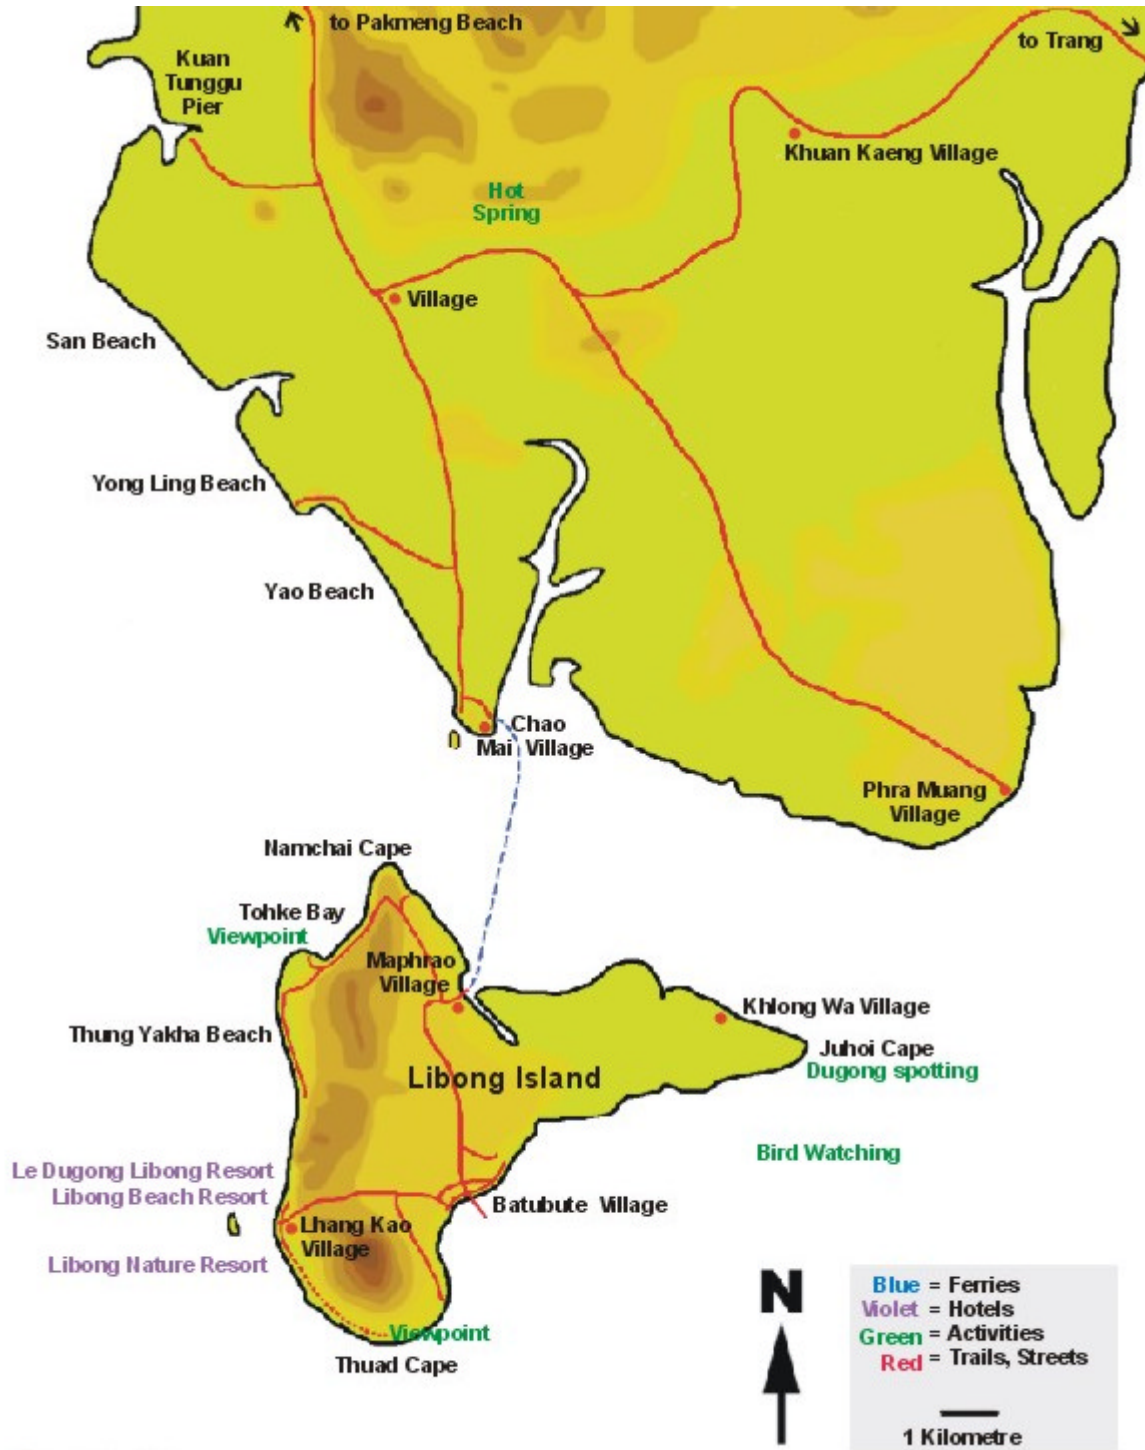 to Pakmeng Beach
to Trang
Kuan
Tunggu
Pier
Khuan Kaeng Village
Hot
Spring
Village
San Beach
Yong Ling Beach
Yao Beach
Chao
Mai Village
Phra Muang
Village
Namchai Cape
Tohke Bay
Viewpoint
Maphrao
Village
Khlong Wa Village
Thung Yakha Beach
Juhoi Cape
Dugong spotting
Libong Island
Bird Watching
Le Dugong Libong Resort
Libong Beach Resort
Batubute Village
Lhang Kao
Village
Libong Nature Resort
Viewpoint
Thuad Cape
N
Blue = Ferries
Violet = Hotels
Green = Activities
Red = Trails, Streets
1 Kilometre